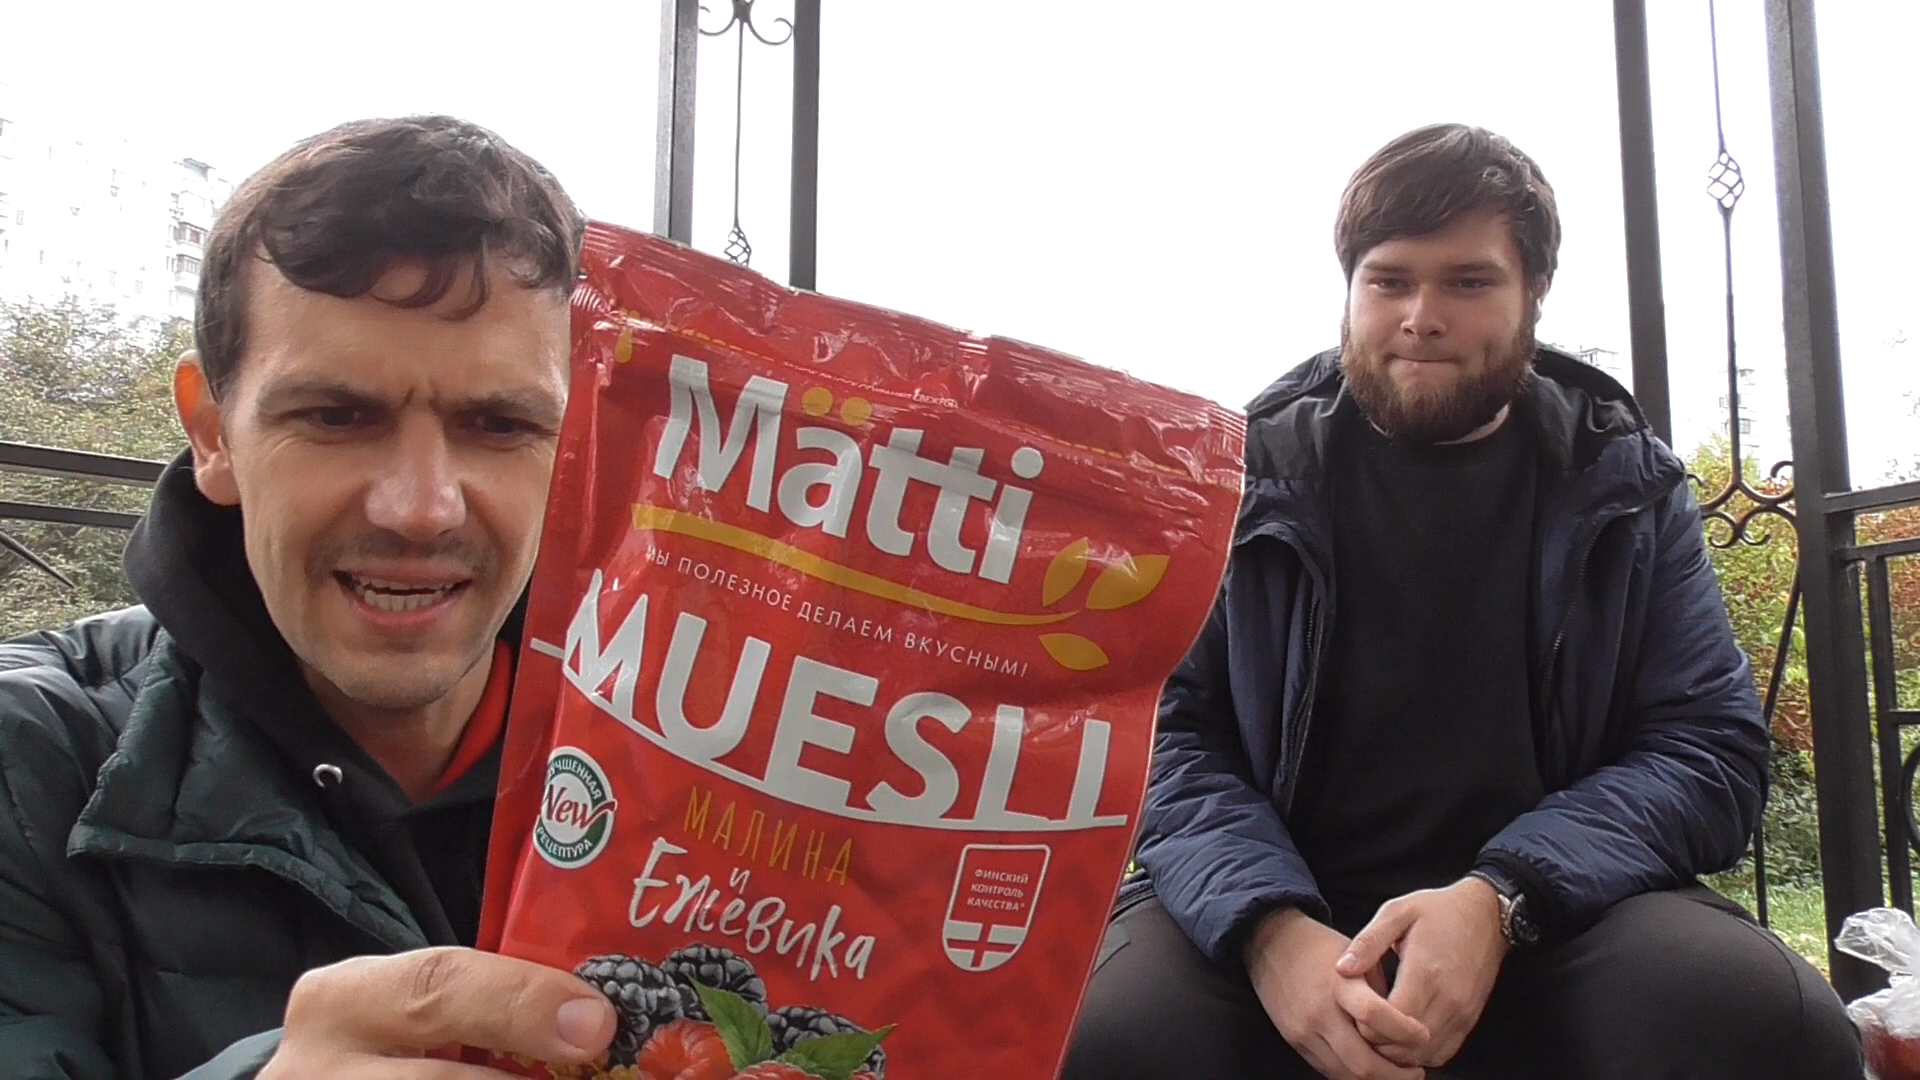 Mätti
МЫ ПОЛЕЗНОЕ ДЕЛАЕМ ВКУСНЫМ!
MUESLI
УЛУЧШЕННАЯ
New
РЕЦЕПТУРА
МАЛИНА
и
Ежевика
ФИНСКИЙ
КОНТРОЛЬ
КАЧЕСТВА*